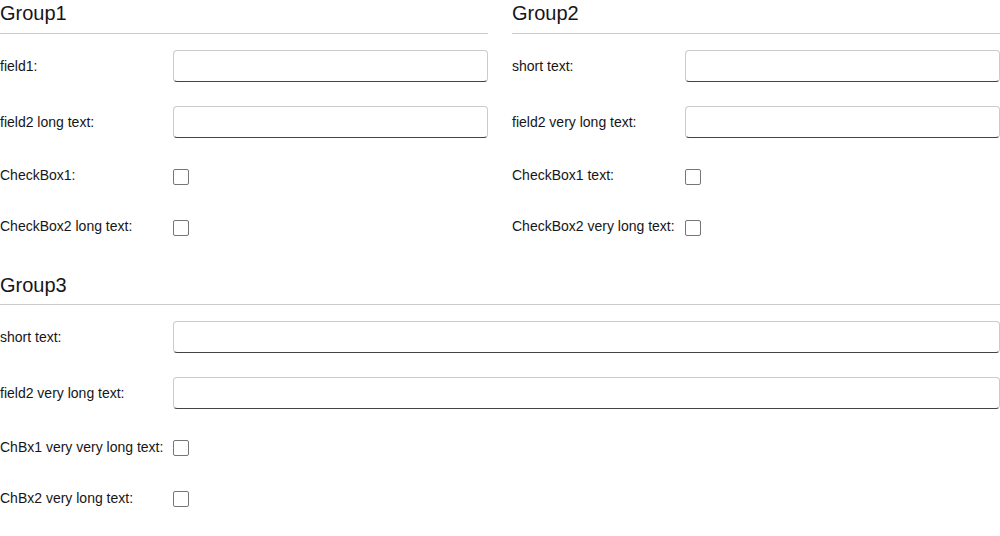 Group1
field1:
field2 long text:
CheckBox1:
CheckBox2 long text:
Group2
short text:
field2 very long text:
CheckBox1 text:
CheckBox2 very long text:
Group3
short text:
field2 very long text:
ChBx1 very very long text:
ChBx2 very long text: